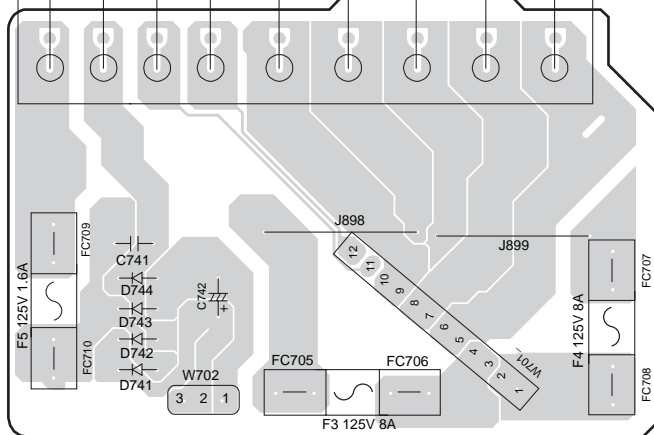 J898
J899
12
11
10
9
8
7
6
5
4
3
2
1
W701
FC709
F5 125V 1.6A
FC710
C741
D744
D743
D742
D741
C742
+
W702
3 2 1
FC705
FC706
F3 125V 8A
FC707
F4 125V 8A
FC708